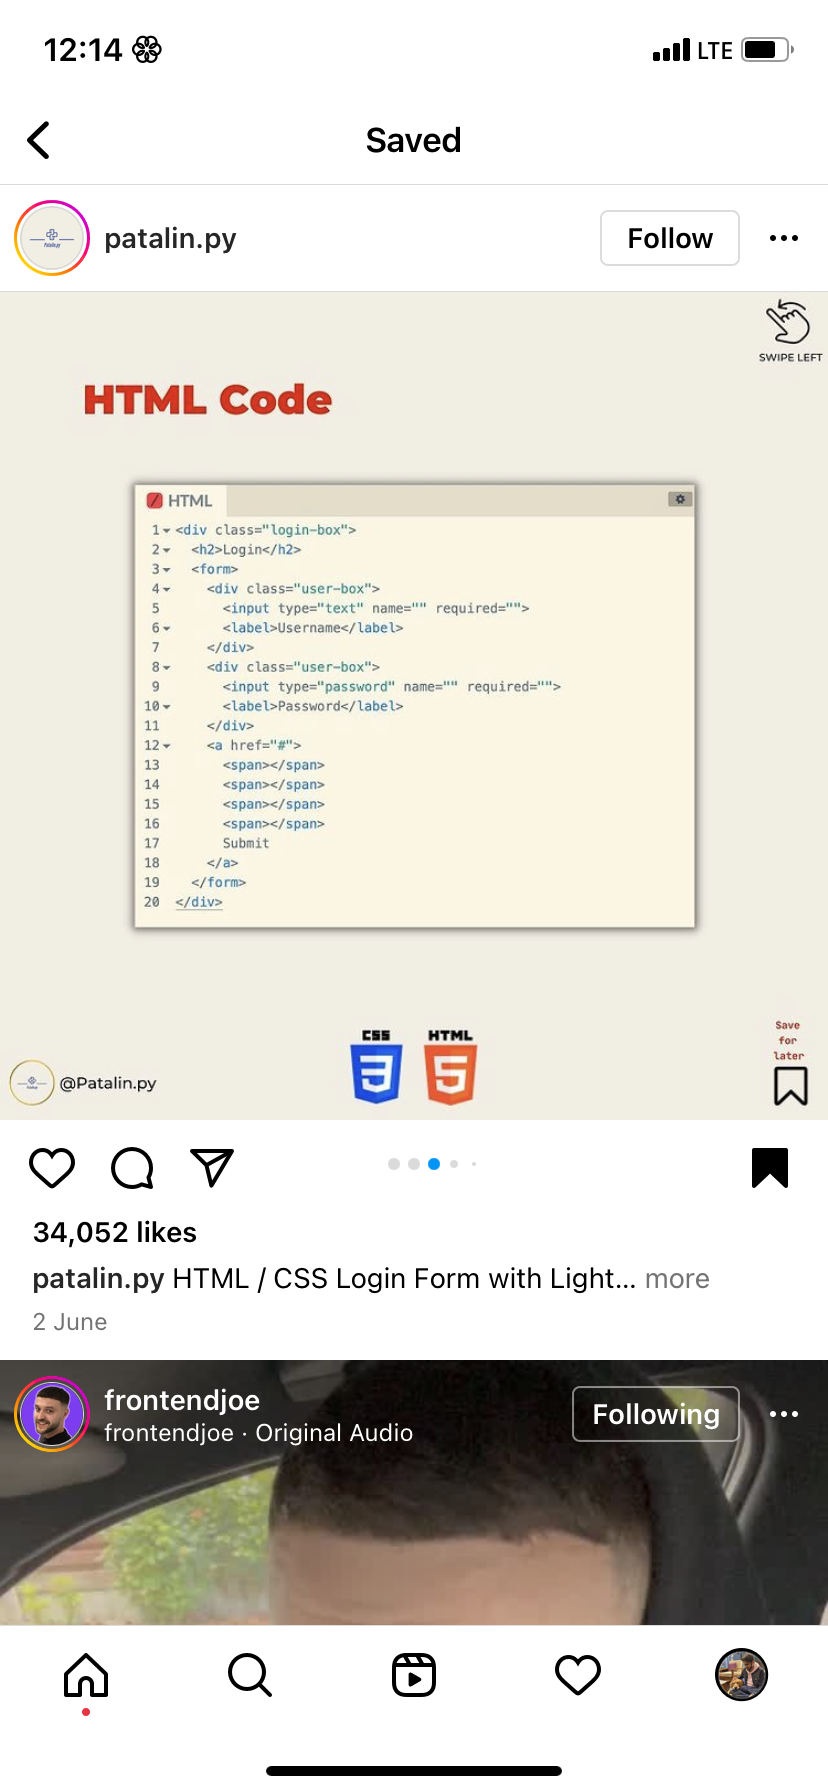 12:14
LTE
Saved
patalin.py
Follow
SWIPE LEFT
HTML Code
HTML
1 <div class="login-box">
2 <h2>Login</h2>
3 <form>
4 <div class="user-box">
5 <input type="text" name="" required="">
6 <label>Username</label>
7 </div>
8 <div class="user-box">
9 <input type="password" name="" required="">
10 <label>Password</label>
11 </div>
12 <a href="#">
13 <span></span>
14 <span></span>
15 <span></span>
16 <span></span>
17 Submit
18 </a>
19 </form>
20 </div>
CSS HTML
3 5
@Patalin.py
Save
for
later
34,052 likes
patalin.py HTML / CSS Login Form with Light... more
2 June
frontendjoe
frontendjoe · Original Audio
Following